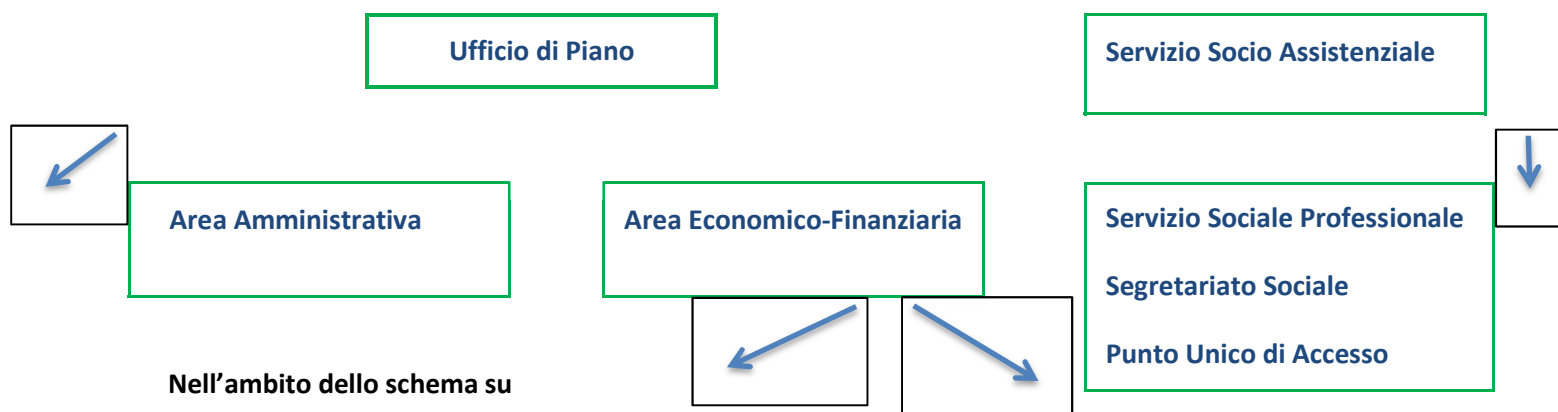 Ufficio di Piano
Servizio Socio Assistenziale
Area Amministrativa
Area Economico-Finanziaria
Servizio Sociale Professionale
Segretariato Sociale
Punto Unico di Accesso
Nell’ambito dello schema su